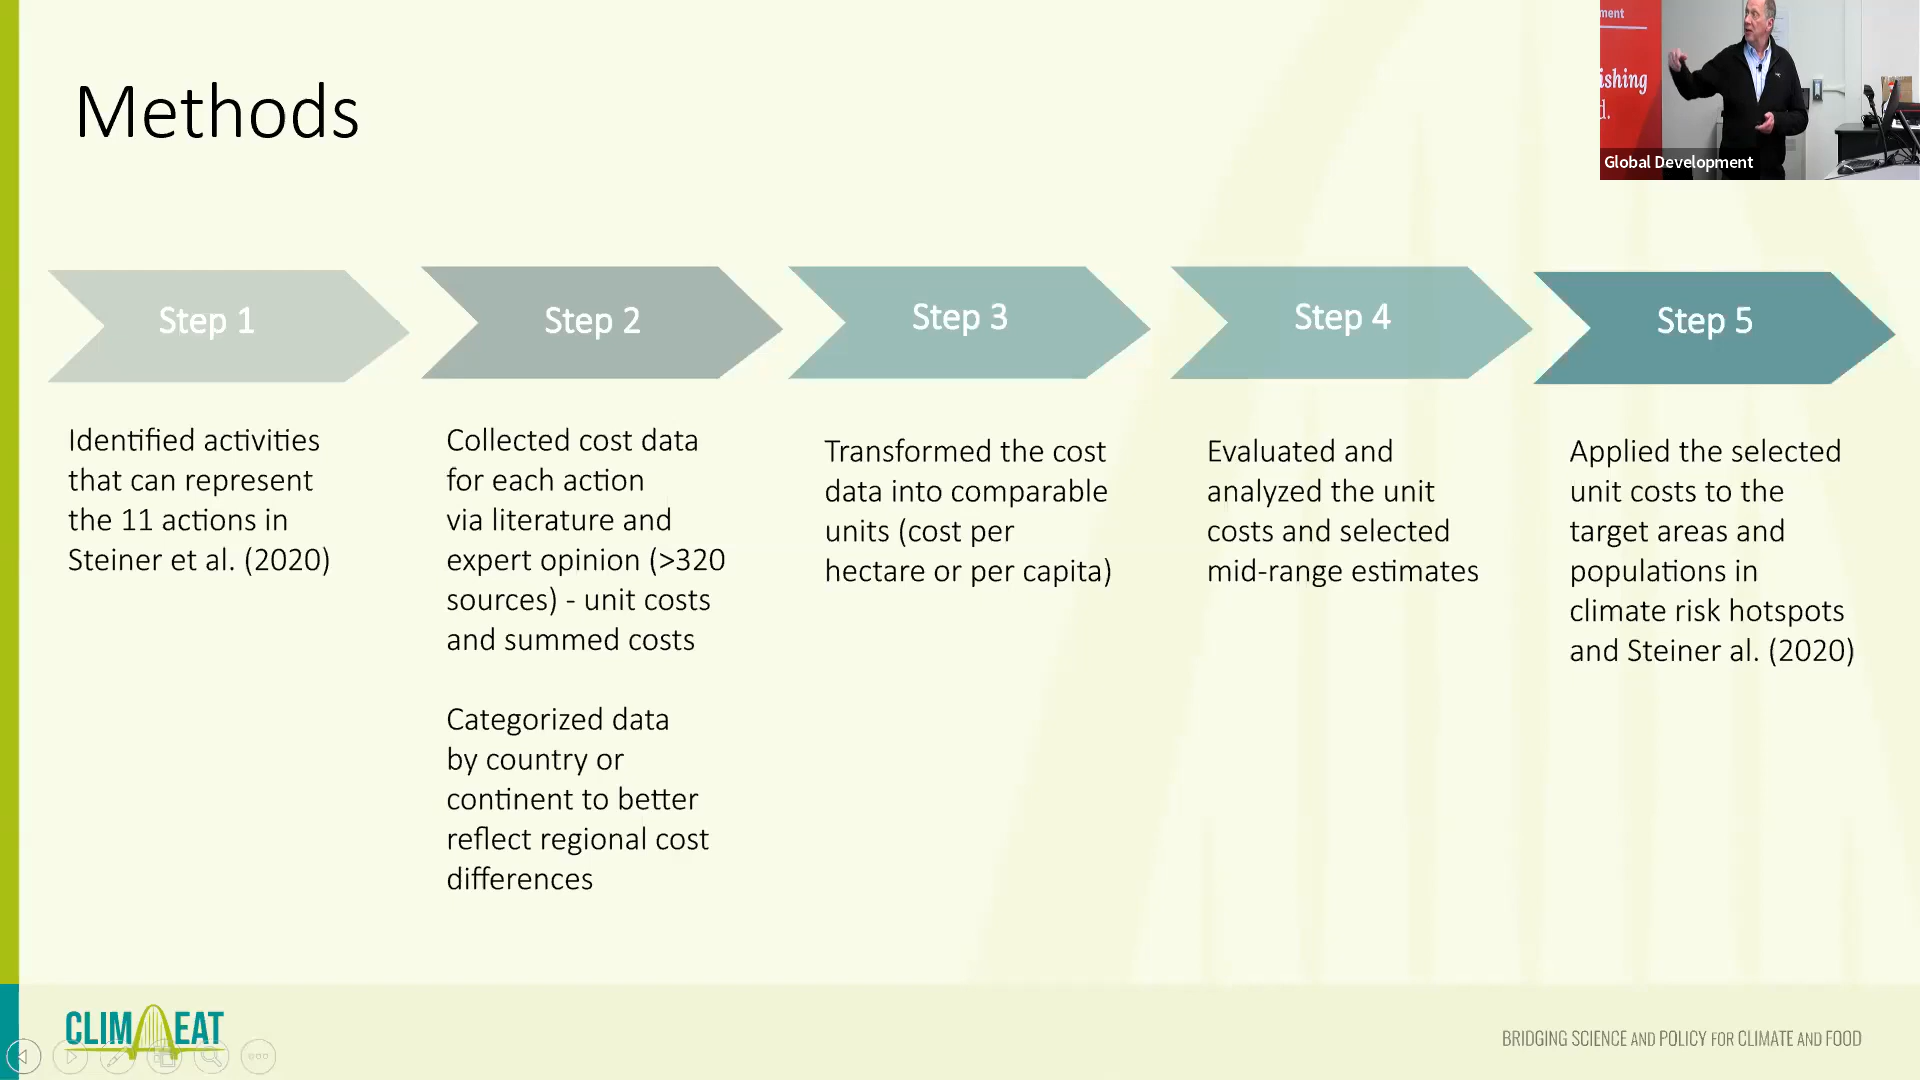 Methods
ment
ishing
d.
Global Development
Step 1
Step 2
Step 3
Step 4
Step 5
Identified activities
that can represent
the 11 actions in
Steiner et al. (2020)
Collected cost data
for each action
via literature and
expert opinion (>320
sources) - unit costs
and summed costs
Categorized data
by country or
continent to better
reflect regional cost
differences
Transformed the cost
data into comparable
units (cost per
hectare or per capita)
Evaluated and
analyzed the unit
costs and selected
mid-range estimates
Applied the selected
unit costs to the
target areas and
populations in
climate risk hotspots
and Steiner al. (2020)
CLIM EAT
BRIDGING SCIENCE AND POLICY FOR CLIMATE AND FOOD